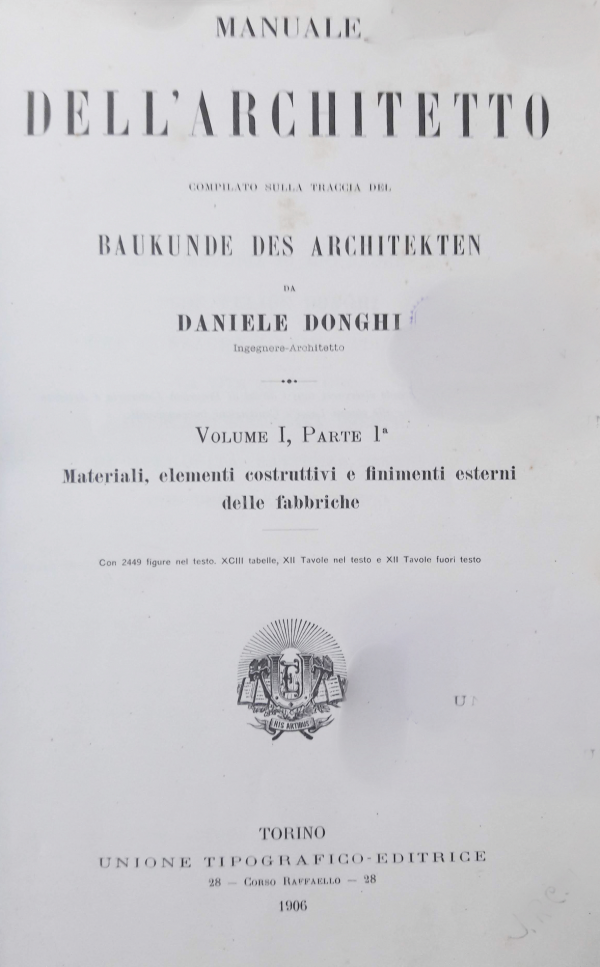 MANUALE
DELL'ARCHITETTO
COMPILATO SULLA TRACCIA DEL
BAUKUNDE DES ARCHITEKTEN
DA
DANIELE DONGHI
Ingegnere-Architetto
VOLUME I, PARTE 1ª
Materiali, elementi costruttivi e finimenti esterni
delle fabbriche
Con 2449 figure nel testo. XCIII tabelle, XII Tavole nel testo e XII Tavole fuori testo
HIS ARTIBUS
TORINO
UNIONE TIPOGRAFICO-EDITRICE
28 — CORSO RAFFAELLO — 28
1906